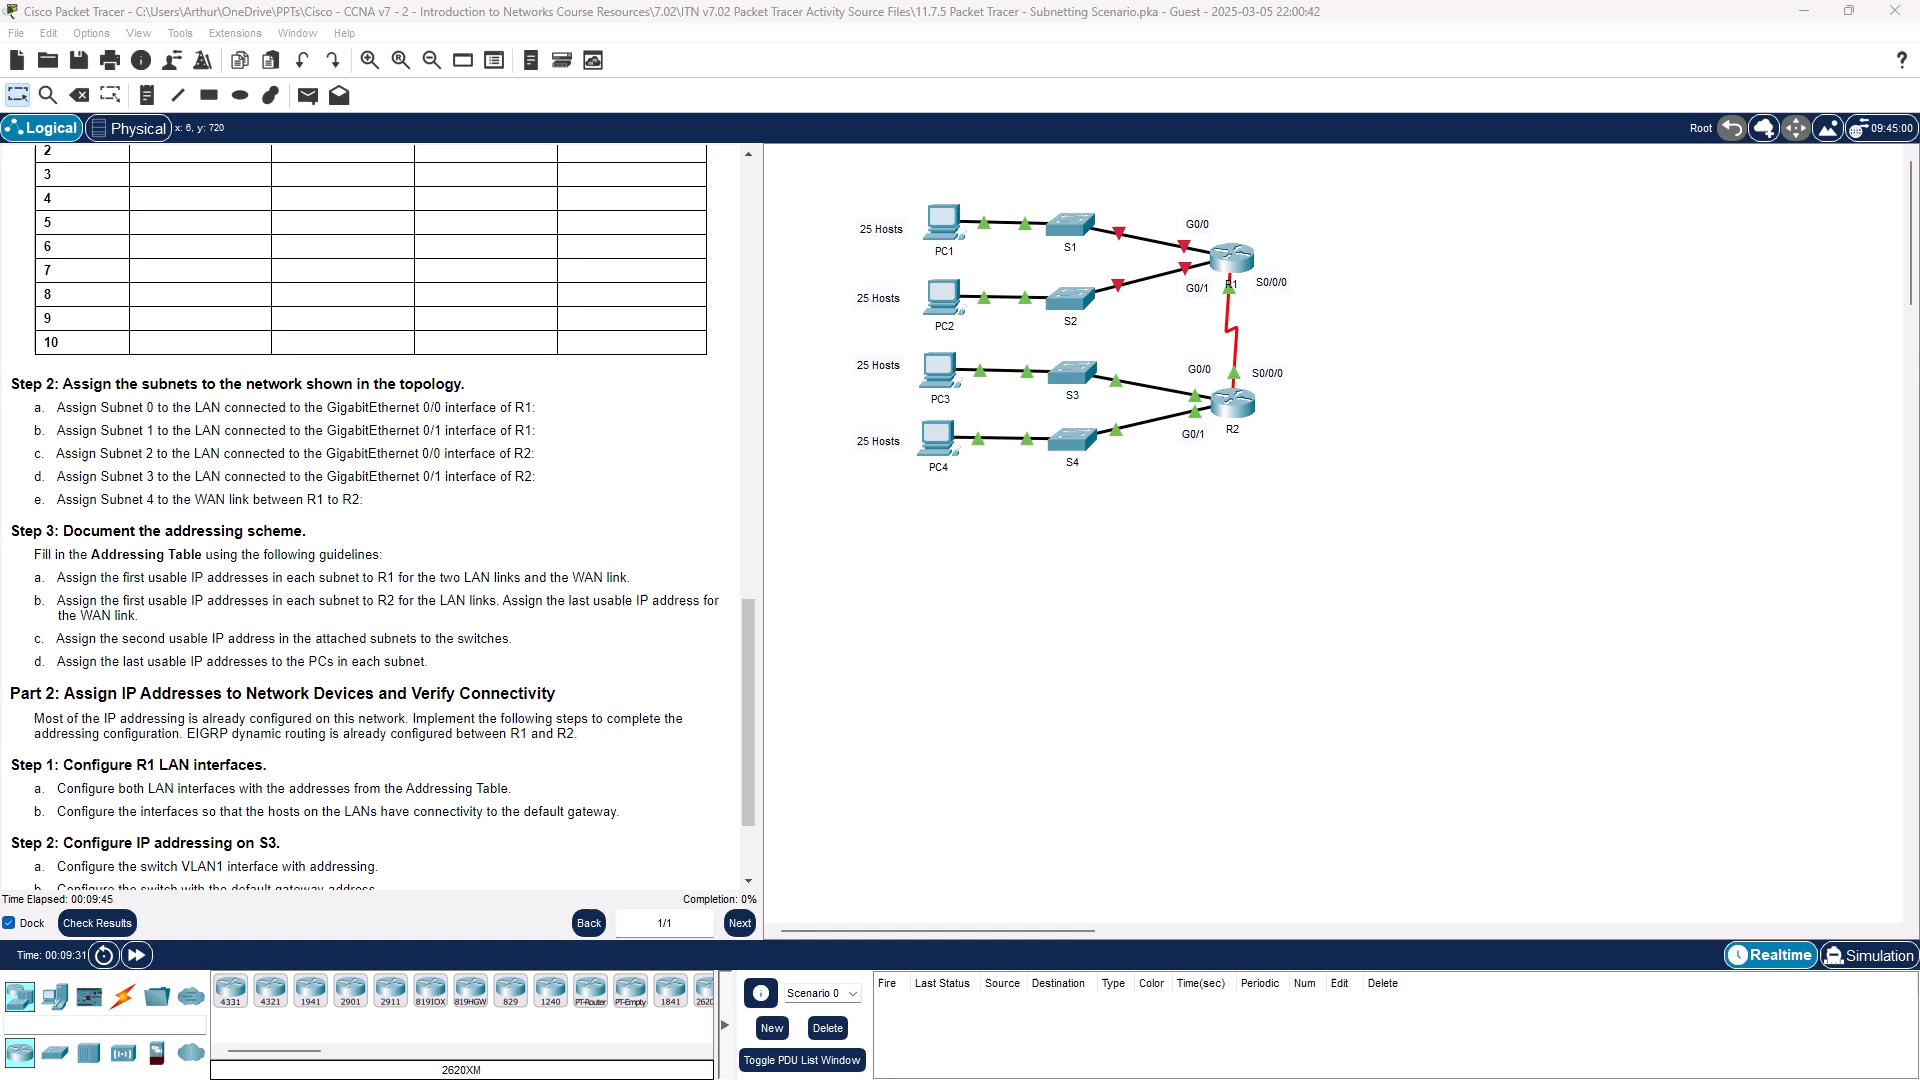 Cisco Packet Tracer - C:\Users\Arthur\OneDrive\PPTs\Cisco - CCNA v7 - 2 - Introduction to Networks Course Resources\7.02\ITN v7.02 Packet Tracer Activity Source Files\11.7.5 Packet Tracer - Subnetting Scenario.pka - Guest - 2025-03-05 22:00:42
File Edit Options View Tools Extensions Window Help
Logical Physical x: 6, y: 720 Root 09:45:00
2
3
4
5
6
7
8
9
10
Step 2: Assign the subnets to the network shown in the topology.
a. Assign Subnet 0 to the LAN connected to the GigabitEthernet 0/0 interface of R1:
b. Assign Subnet 1 to the LAN connected to the GigabitEthernet 0/1 interface of R1:
c. Assign Subnet 2 to the LAN connected to the GigabitEthernet 0/0 interface of R2:
d. Assign Subnet 3 to the LAN connected to the GigabitEthernet 0/1 interface of R2:
e. Assign Subnet 4 to the WAN link between R1 to R2:
Step 3: Document the addressing scheme.
Fill in the Addressing Table using the following guidelines:
a. Assign the first usable IP addresses in each subnet to R1 for the two LAN links and the WAN link.
b. Assign the first usable IP addresses in each subnet to R2 for the LAN links. Assign the last usable IP address for
the WAN link.
c. Assign the second usable IP address in the attached subnets to the switches.
d. Assign the last usable IP addresses to the PCs in each subnet.
Part 2: Assign IP Addresses to Network Devices and Verify Connectivity
Most of the IP addressing is already configured on this network. Implement the following steps to complete the
addressing configuration. EIGRP dynamic routing is already configured between R1 and R2.
Step 1: Configure R1 LAN interfaces.
a. Configure both LAN interfaces with the addresses from the Addressing Table.
b. Configure the interfaces so that the hosts on the LANs have connectivity to the default gateway.
Step 2: Configure IP addressing on S3.
a. Configure the switch VLAN1 interface with addressing.
b. Configure the switch with the default gateway address.
Time Elapsed: 00:09:45 Completion: 0%
Dock Check Results Back 1/1 Next
25 Hosts PC1 S1 G0/0
R1 S0/0/0
25 Hosts PC2 S2 G0/1
25 Hosts PC3 S3 G0/0 S0/0/0
R2
25 Hosts PC4 S4 G0/1
Time: 00:09:31 Realtime Simulation
4331 4321 1941 2901 2911 819IOX 819HGW 829 1240 PT-Router PT-Empty 1841 2620
2620XM
Scenario 0
New Delete
Toggle PDU List Window
Fire Last Status Source Destination Type Color Time(sec) Periodic Num Edit Delete